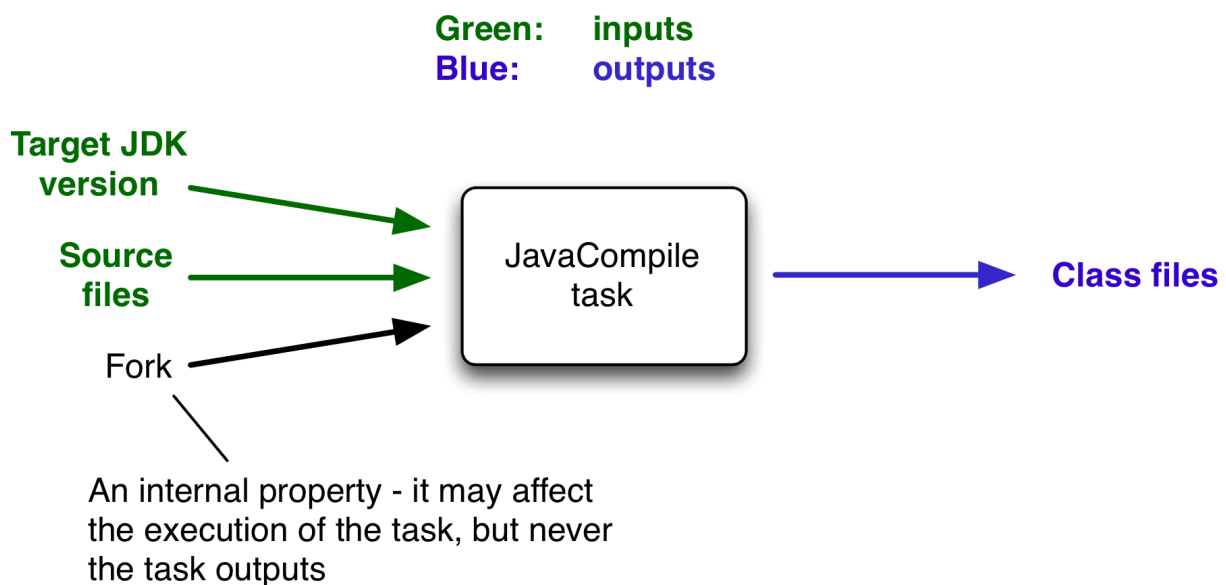 Green: inputs
Blue: outputs
Target JDK
version
Source
files
Fork
JavaCompile
task
Class files
An internal property - it may affect
the execution of the task, but never
the task outputs